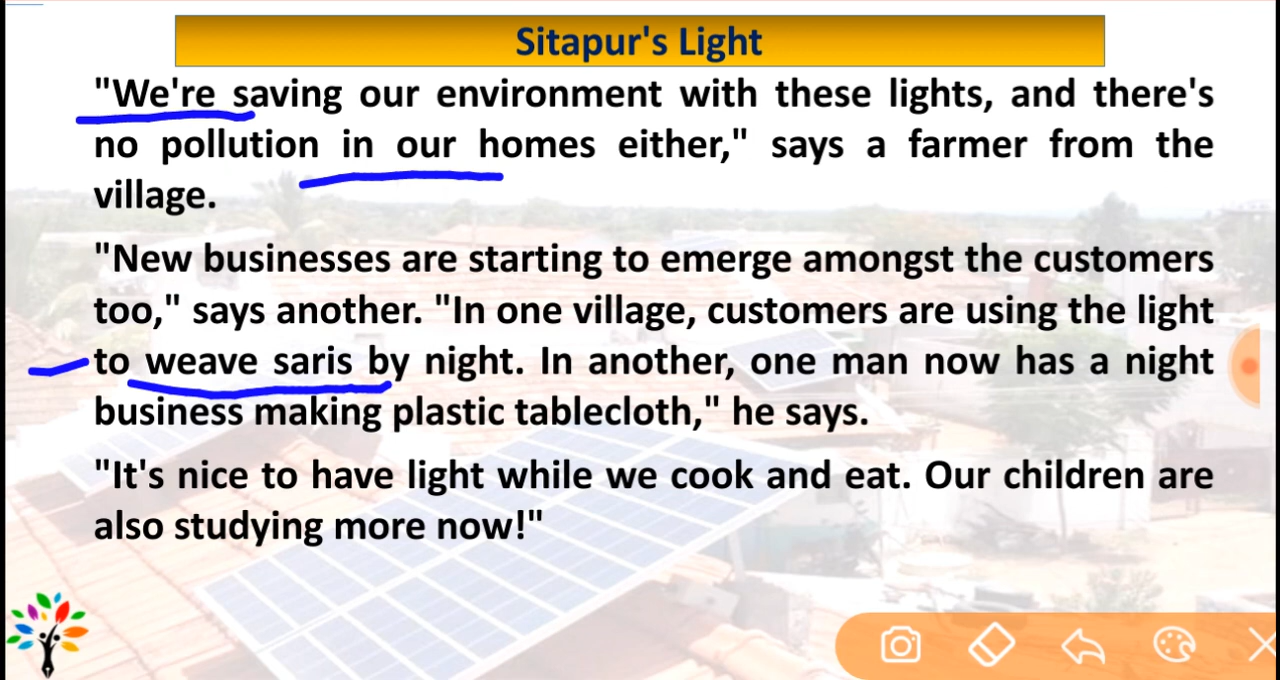 Sitapur's Light
"We're saving our environment with these lights, and there's
no pollution in our homes either," says a farmer from the
village.
"New businesses are starting to emerge amongst the customers
too," says another. "In one village, customers are using the light
to weave saris by night. In another, one man now has a night
business making plastic tablecloth," he says.
"It's nice to have light while we cook and eat. Our children are
also studying more now!"